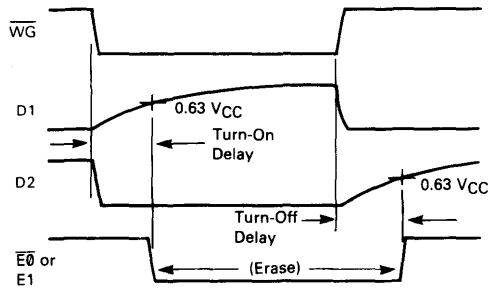 WG
D1
0.63 VCC
Turn-On
Delay
D2
0.63 VCC
Turn-Off
Delay
E0 or
E1
(Erase)